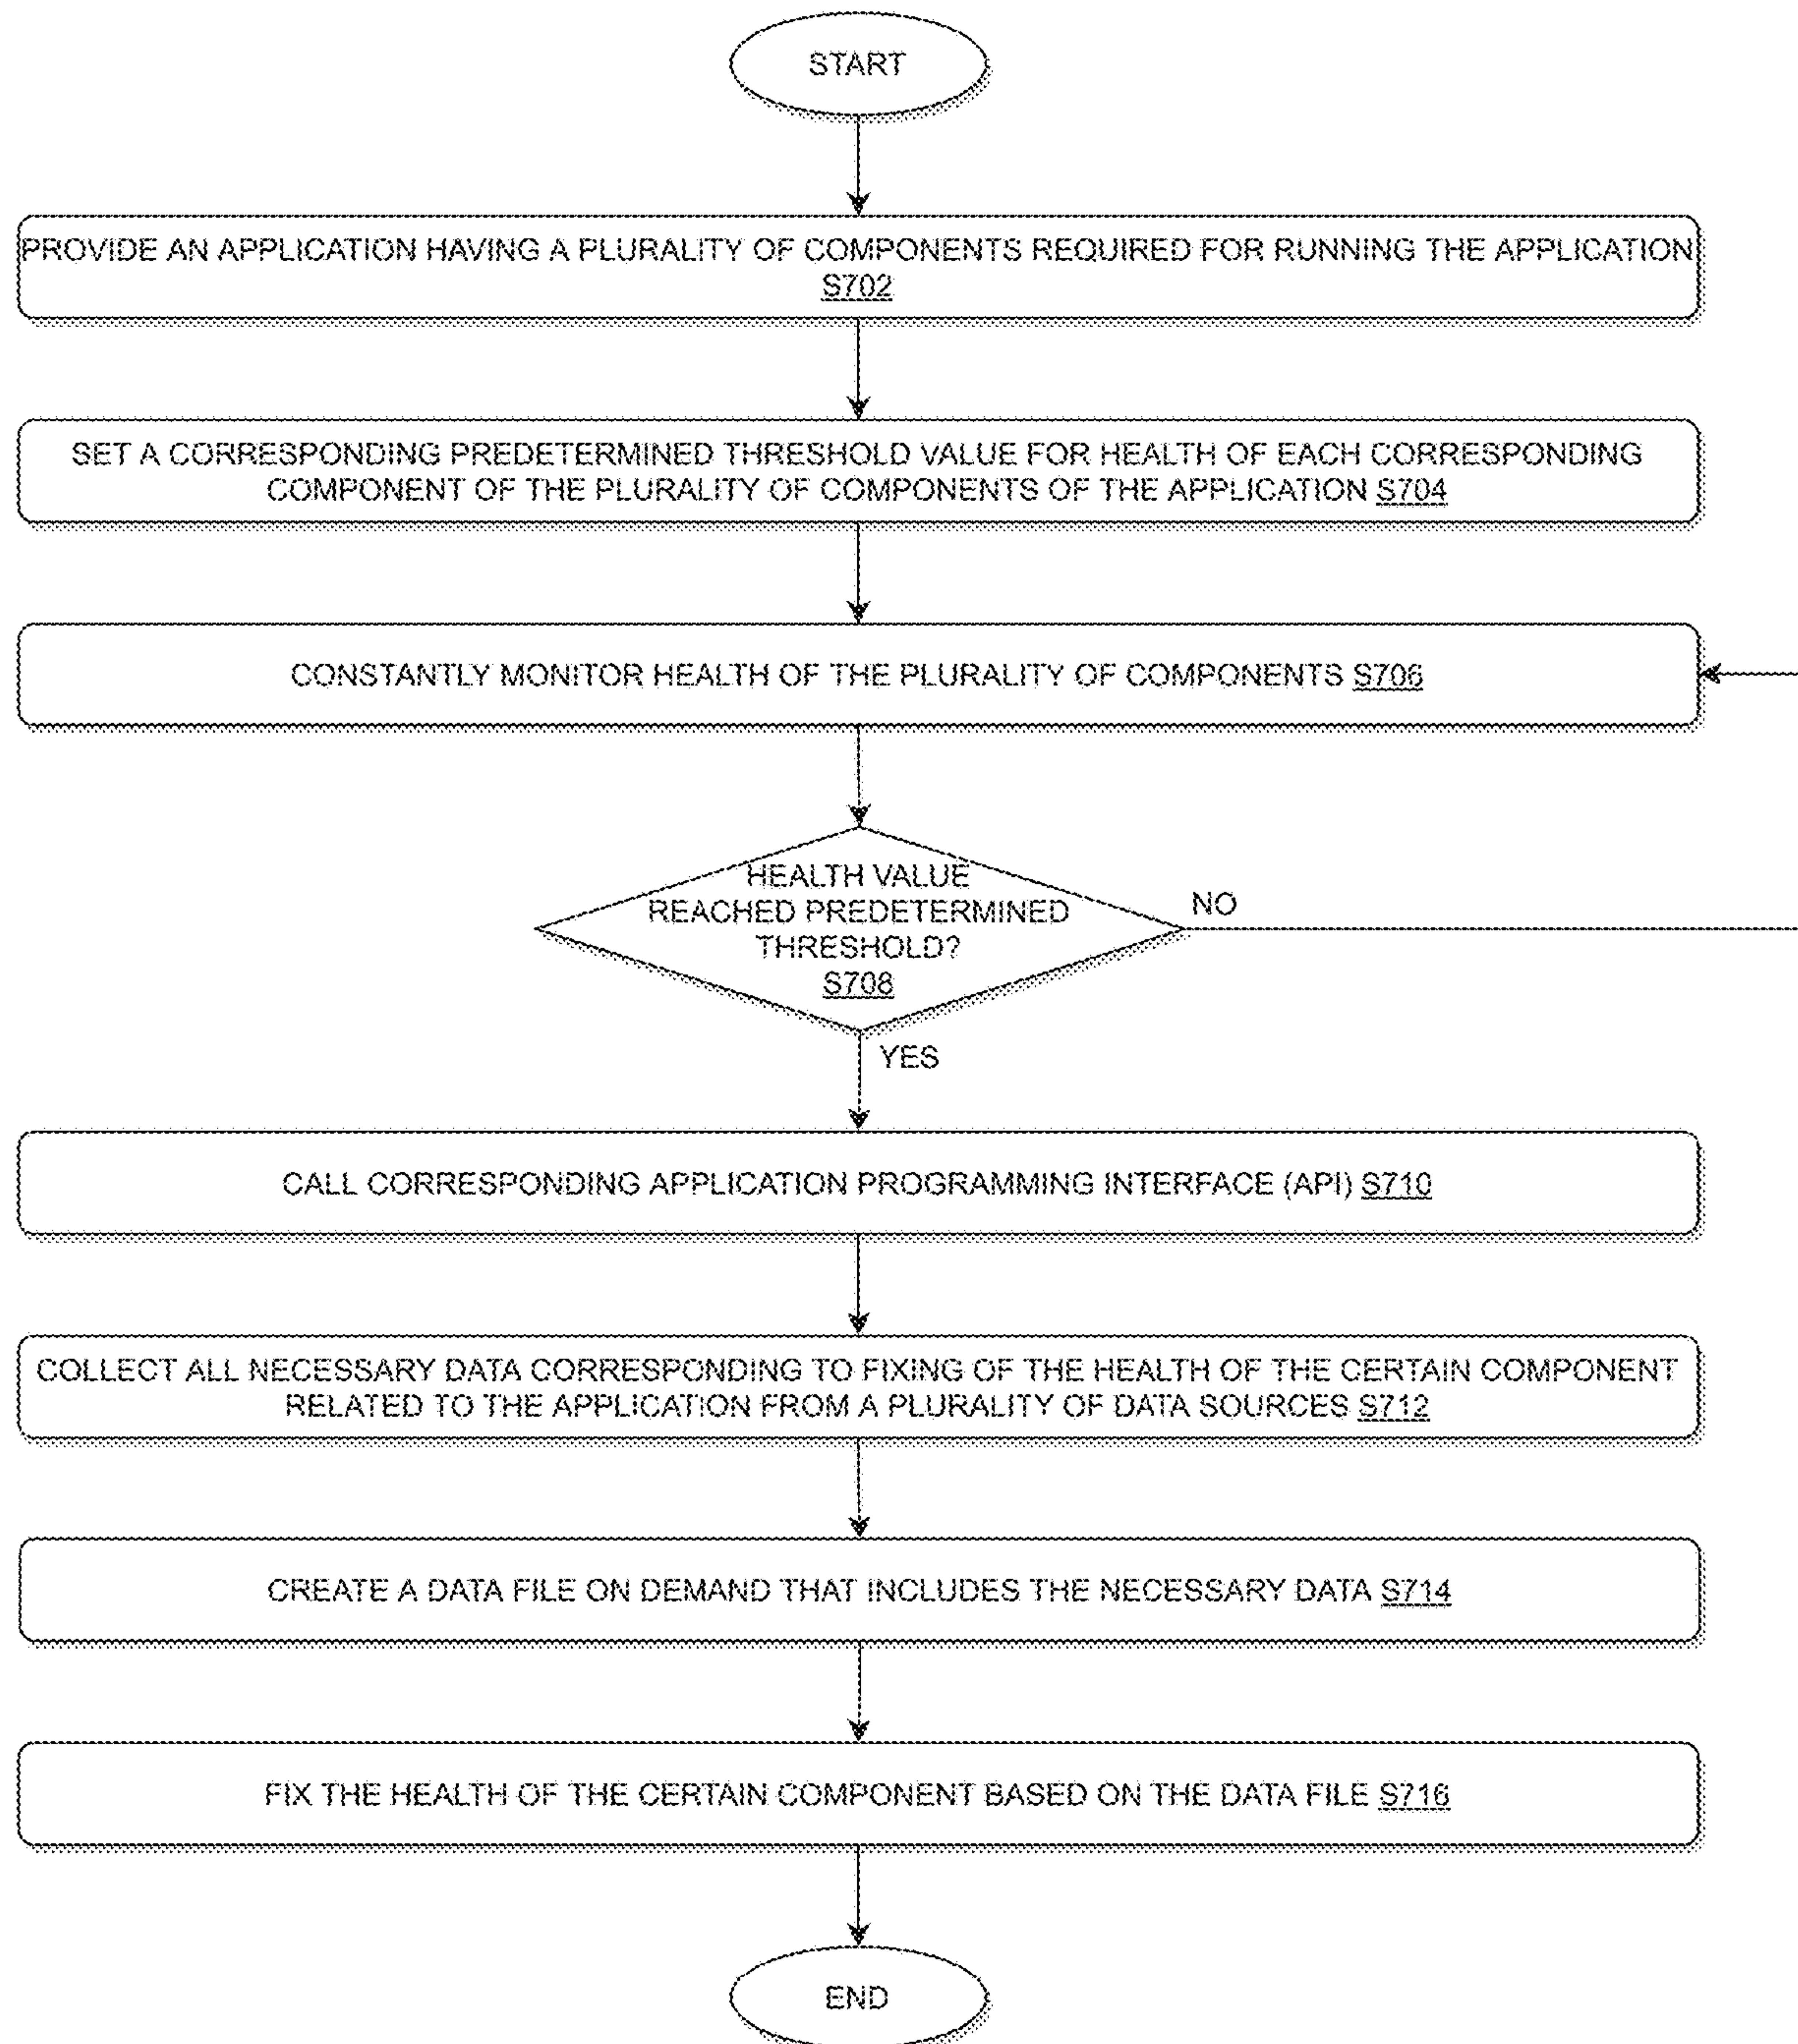 START
PROVIDE AN APPLICATION HAVING A PLURALITY OF COMPONENTS REQUIRED FOR RUNNING THE APPLICATION
S702
SET A CORRESPONDING PREDETERMINED THRESHOLD VALUE FOR HEALTH OF EACH CORRESPONDING
COMPONENT OF THE PLURALITY OF COMPONENTS OF THE APPLICATION S704
CONSTANTLY MONITOR HEALTH OF THE PLURALITY OF COMPONENTS S706
HEALTH VALUE
REACHED PREDETERMINED
THRESHOLD?
S708
NO
YES
CALL CORRESPONDING APPLICATION PROGRAMMING INTERFACE (API) S710
COLLECT ALL NECESSARY DATA CORRESPONDING TO FIXING OF THE HEALTH OF THE CERTAIN COMPONENT
RELATED TO THE APPLICATION FROM A PLURALITY OF DATA SOURCES S712
CREATE A DATA FILE ON DEMAND THAT INCLUDES THE NECESSARY DATA S714
FIX THE HEALTH OF THE CERTAIN COMPONENT BASED ON THE DATA FILE S716
END